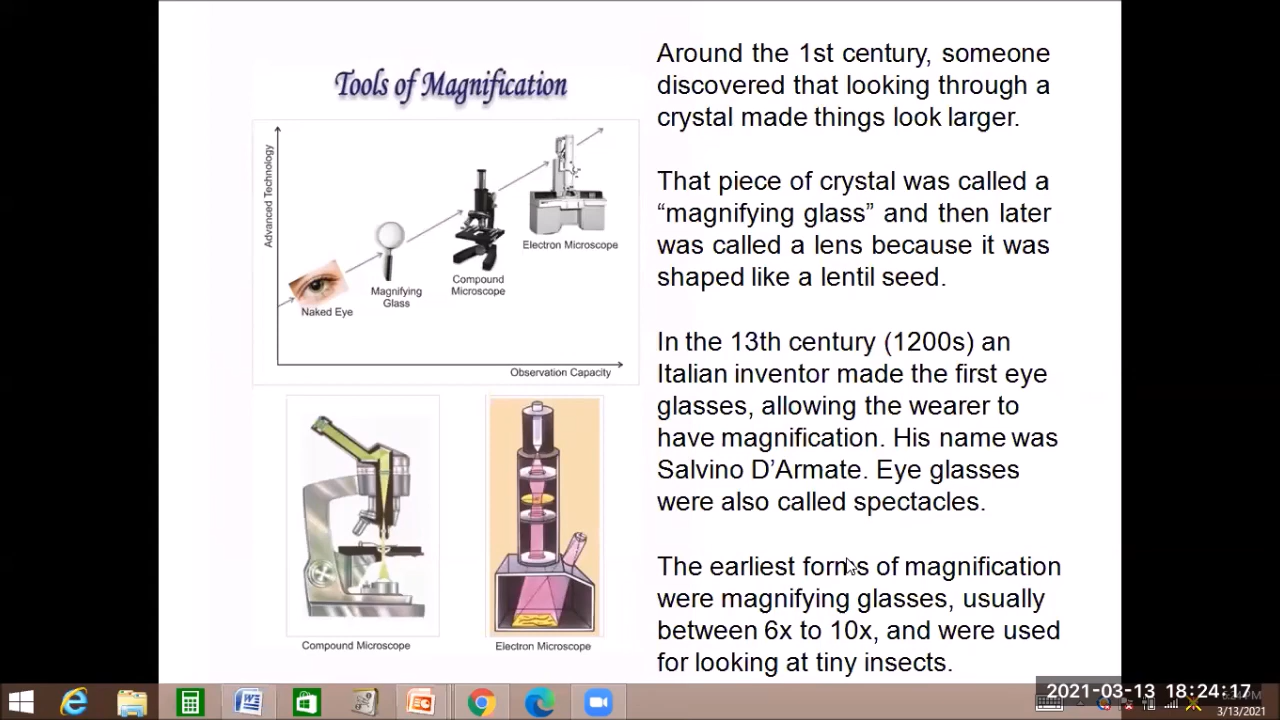 Tools of Magnification
Advanced Technology
Naked Eye
Magnifying
Glass
Compound
Microscope
Electron Microscope
Observation Capacity
Compound Microscope
Electron Microscope
Around the 1st century, someone
discovered that looking through a
crystal made things look larger.
That piece of crystal was called a
“magnifying glass” and then later
was called a lens because it was
shaped like a lentil seed.
In the 13th century (1200s) an
Italian inventor made the first eye
glasses, allowing the wearer to
have magnification. His name was
Salvino D’Armate. Eye glasses
were also called spectacles.
The earliest forms of magnification
were magnifying glasses, usually
between 6x to 10x, and were used
for looking at tiny insects.
2021-03-13 18:24:17
3/13/2021